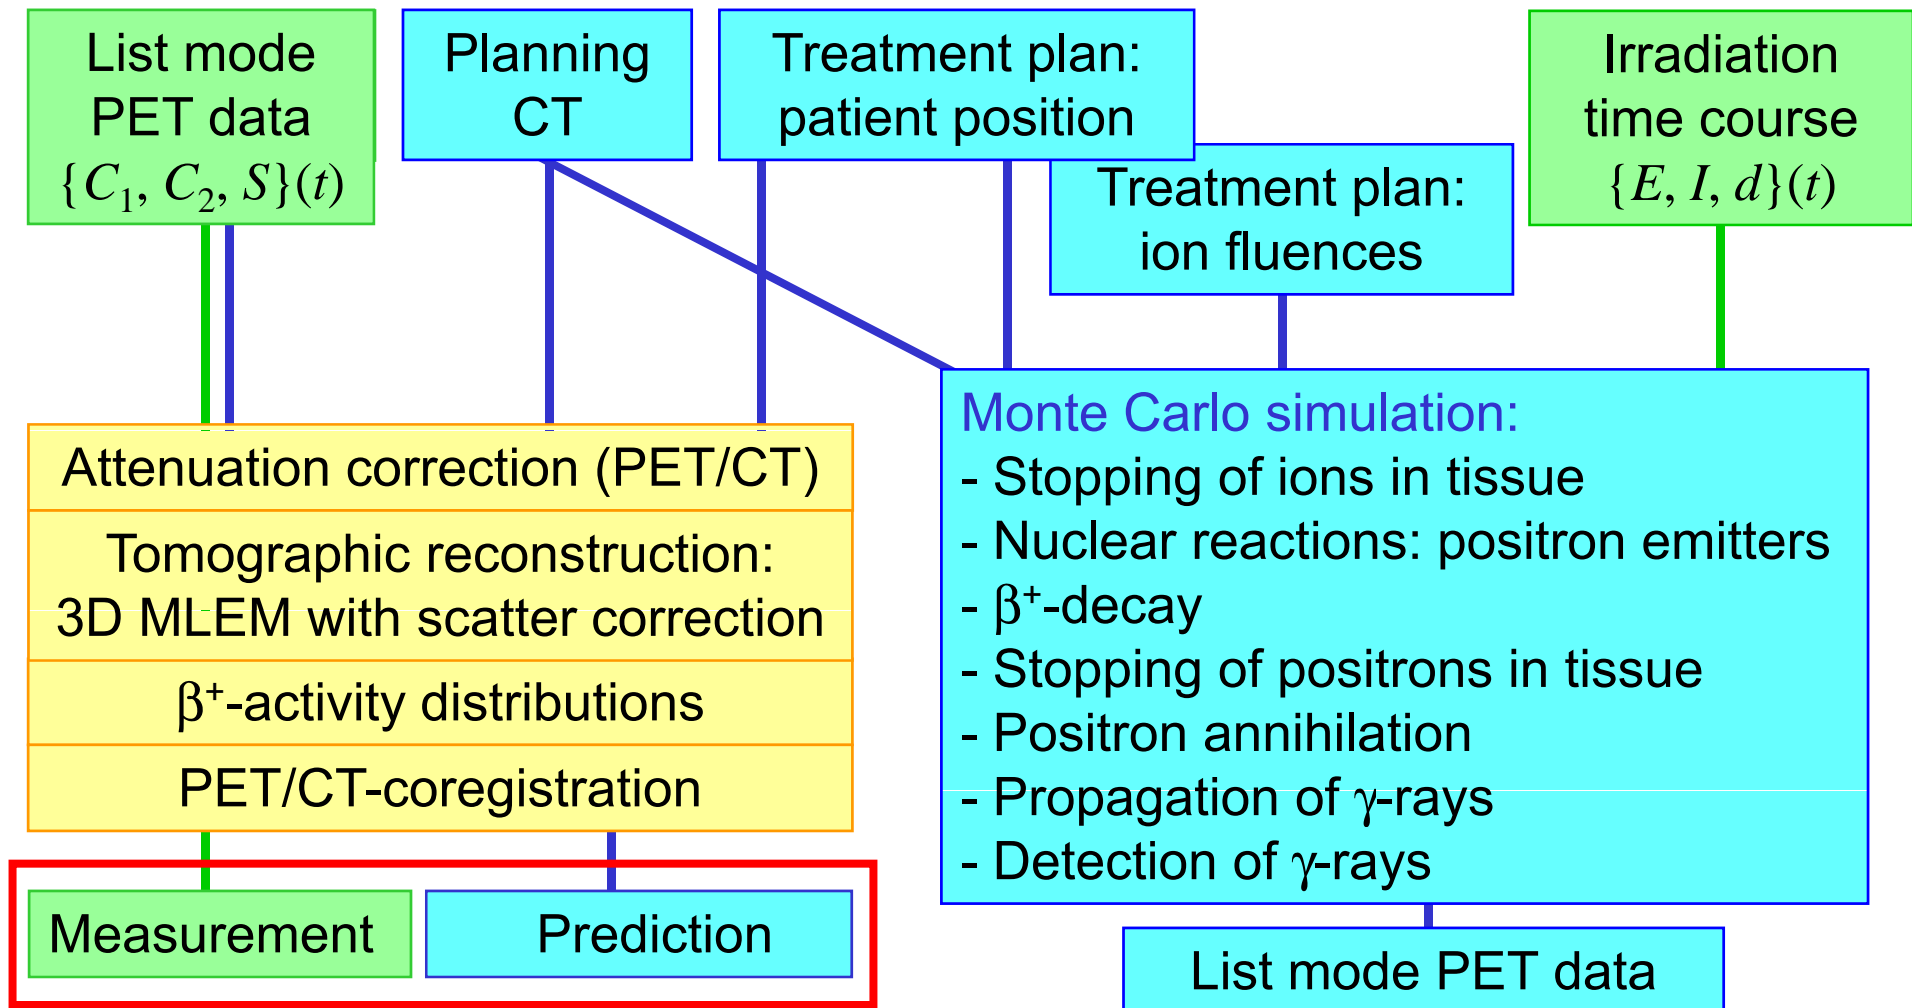 List mode
PET data
{C₁, C₂, S}(t)
Planning
CT
Treatment plan:
patient position
Treatment plan:
ion fluences
Irradiation
time course
{E, I, d}(t)
Attenuation correction (PET/CT)
Tomographic reconstruction:
3D MLEM with scatter correction
β⁺-activity distributions
PET/CT-coregistration
Measurement
Prediction
Monte Carlo simulation:
- Stopping of ions in tissue
- Nuclear reactions: positron emitters
- β⁺-decay
- Stopping of positrons in tissue
- Positron annihilation
- Propagation of γ-rays
- Detection of γ-rays
List mode PET data